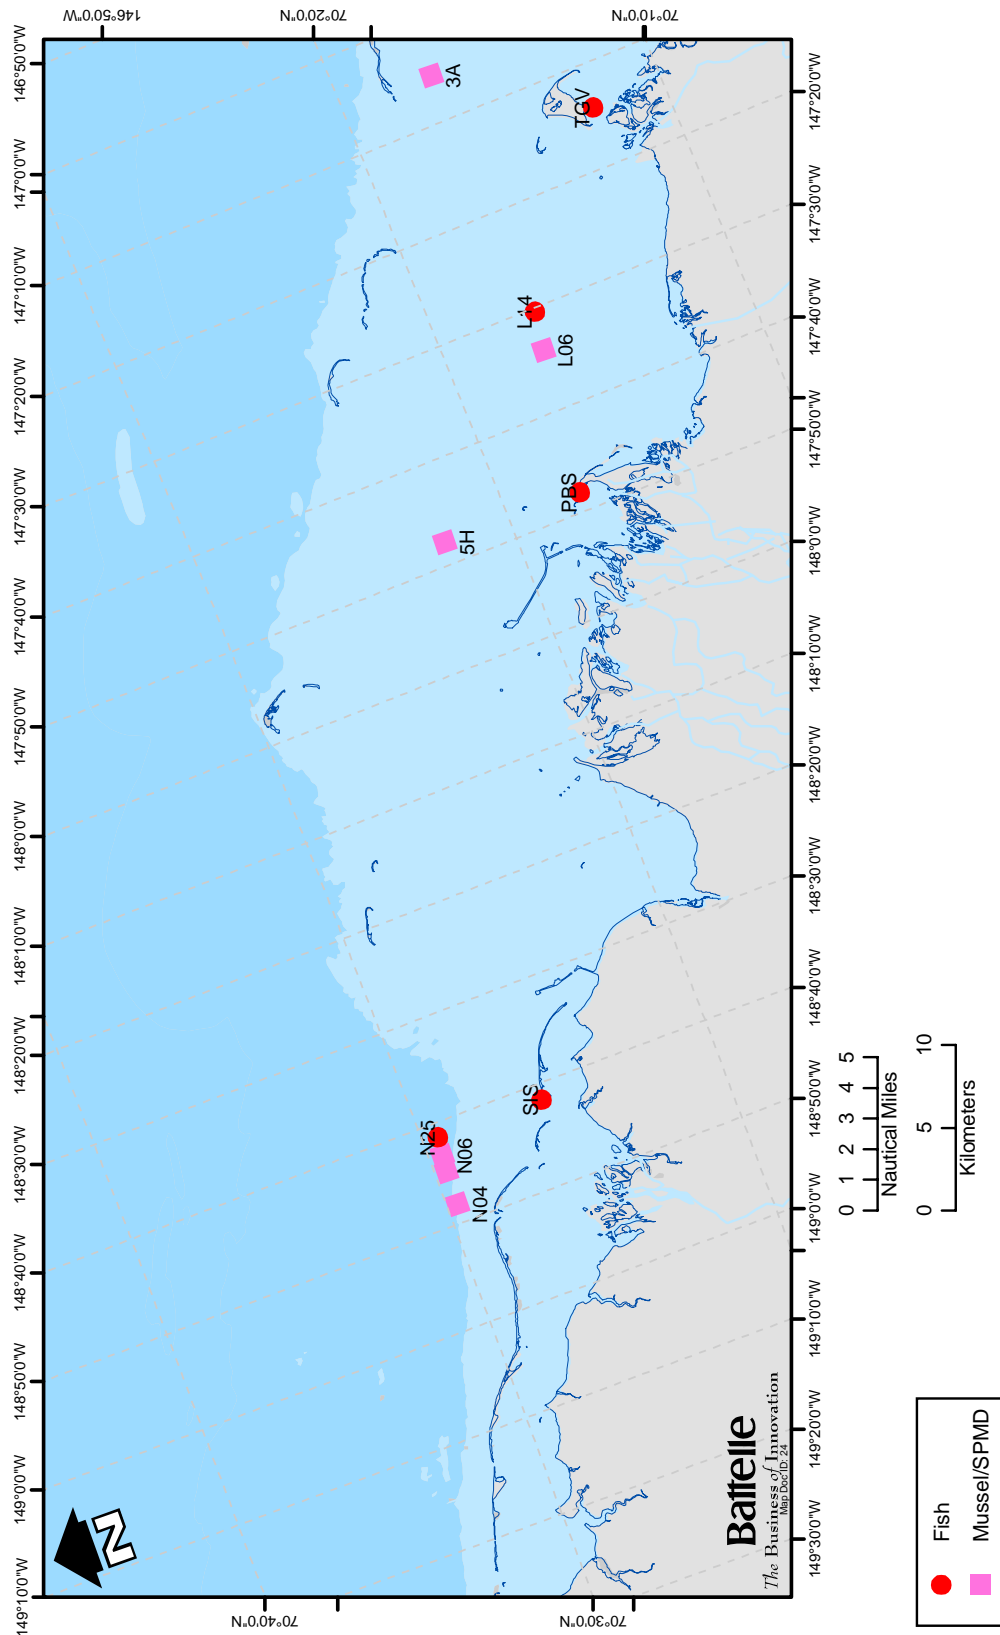 149°10'0"W
149°0'0"W
148°50'0"W
148°40'0"W
148°30'0"W
148°20'0"W
148°10'0"W
148°0'0"W
147°50'0"W
147°40'0"W
147°30'0"W
147°20'0"W
147°10'0"W
147°0'0"W
146°50'0"W
146°50'0"W
70°20'0"N
70°10'0"N
70°40'0"N
70°30'0"N
N
N04
N06
N25
SIS
5H
PBS
L06
TGV
3A
149°30'0"W
149°20'0"W
149°10'0"W
149°0'0"W
148°50'0"W
148°40'0"W
148°30'0"W
148°20'0"W
148°10'0"W
148°0'0"W
147°50'0"W
147°40'0"W
147°30'0"W
147°20'0"W
Battelle
The Business of Innovation
Map Doc ID: 24
0 1 2 3 4 5
Nautical Miles
0 5 10
Kilometers
Fish
Mussel/SPMD